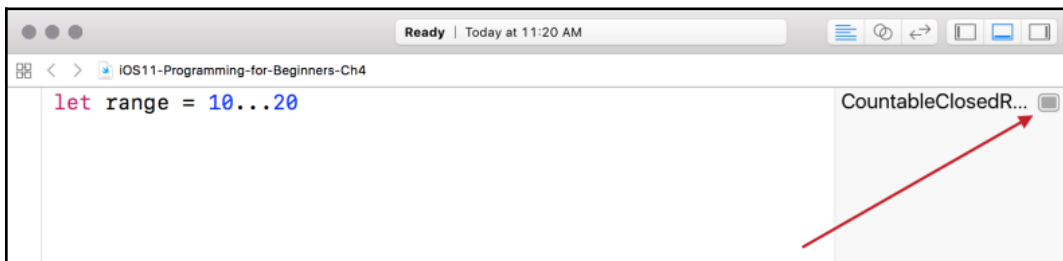 Ready | Today at 11:20 AM
iOS11-Programming-for-Beginners-Ch4
let range = 10...20
CountableClosedR...